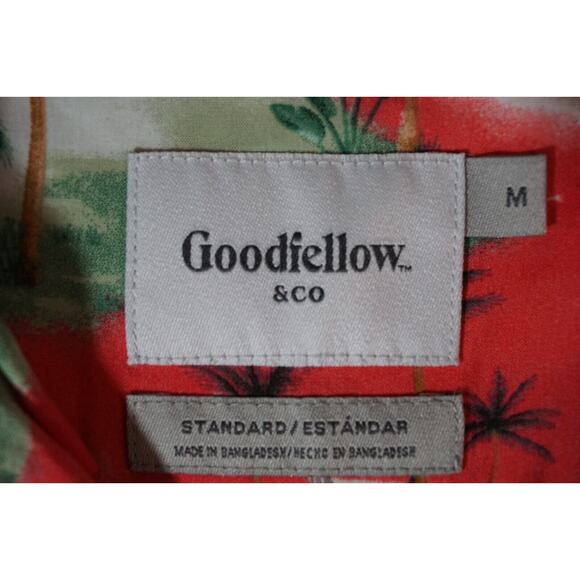 Goodfellow™
&CO
M
STANDARD/ESTÁNDAR
MADE IN BANGLADESH/HECHO EN BANGLADESH